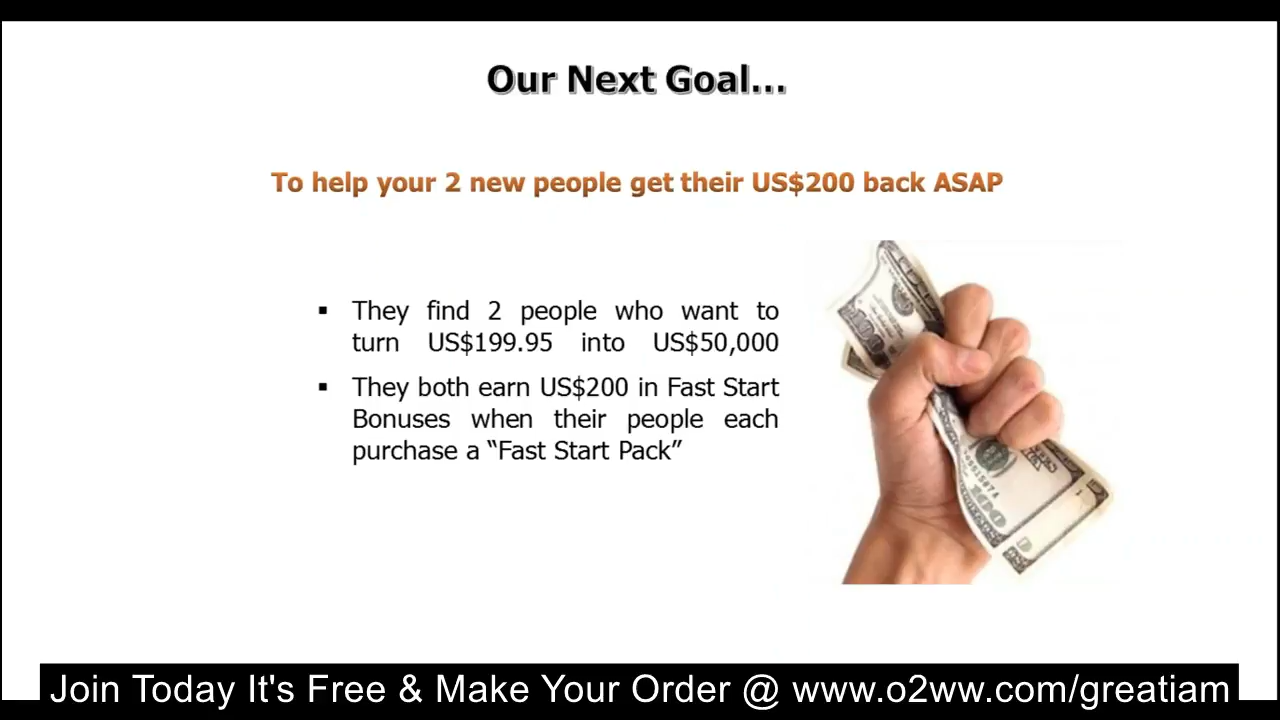 Our Next Goal...
To help your 2 new people get their US$200 back ASAP
▪ They find 2 people who want to
turn US$199.95 into US$50,000
▪ They both earn US$200 in Fast Start
Bonuses when their people each
purchase a “Fast Start Pack”
100
100
Join Today It's Free & Make Your Order @ www.o2ww.com/greatiam